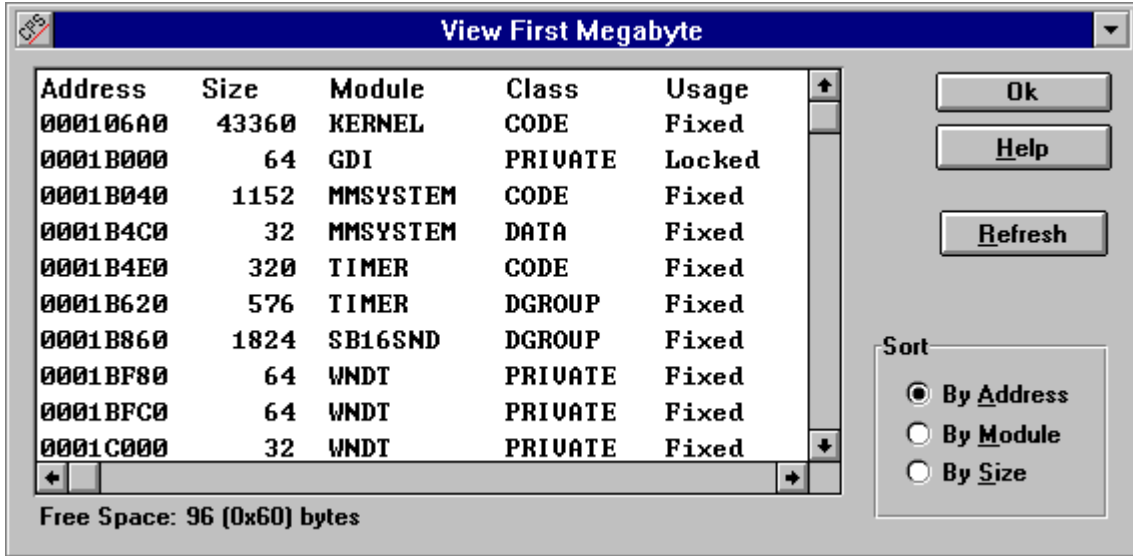 CPS
View First Megabyte
Address Size Module Class Usage
000106A0 43360 KERNEL CODE Fixed
0001B000 64 GDI PRIVATE Locked
0001B040 1152 MMSYSTEM CODE Fixed
0001B4C0 32 MMSYSTEM DATA Fixed
0001B4E0 320 TIMER CODE Fixed
0001B620 576 TIMER DGROUP Fixed
0001B860 1824 SB16SND DGROUP Fixed
0001BF80 64 WNDT PRIVATE Fixed
0001BFC0 64 WNDT PRIVATE Fixed
0001C000 32 WNDT PRIVATE Fixed
Free Space: 96 (0x60) bytes
Ok
Help
Refresh
Sort
By Address
By Module
By Size